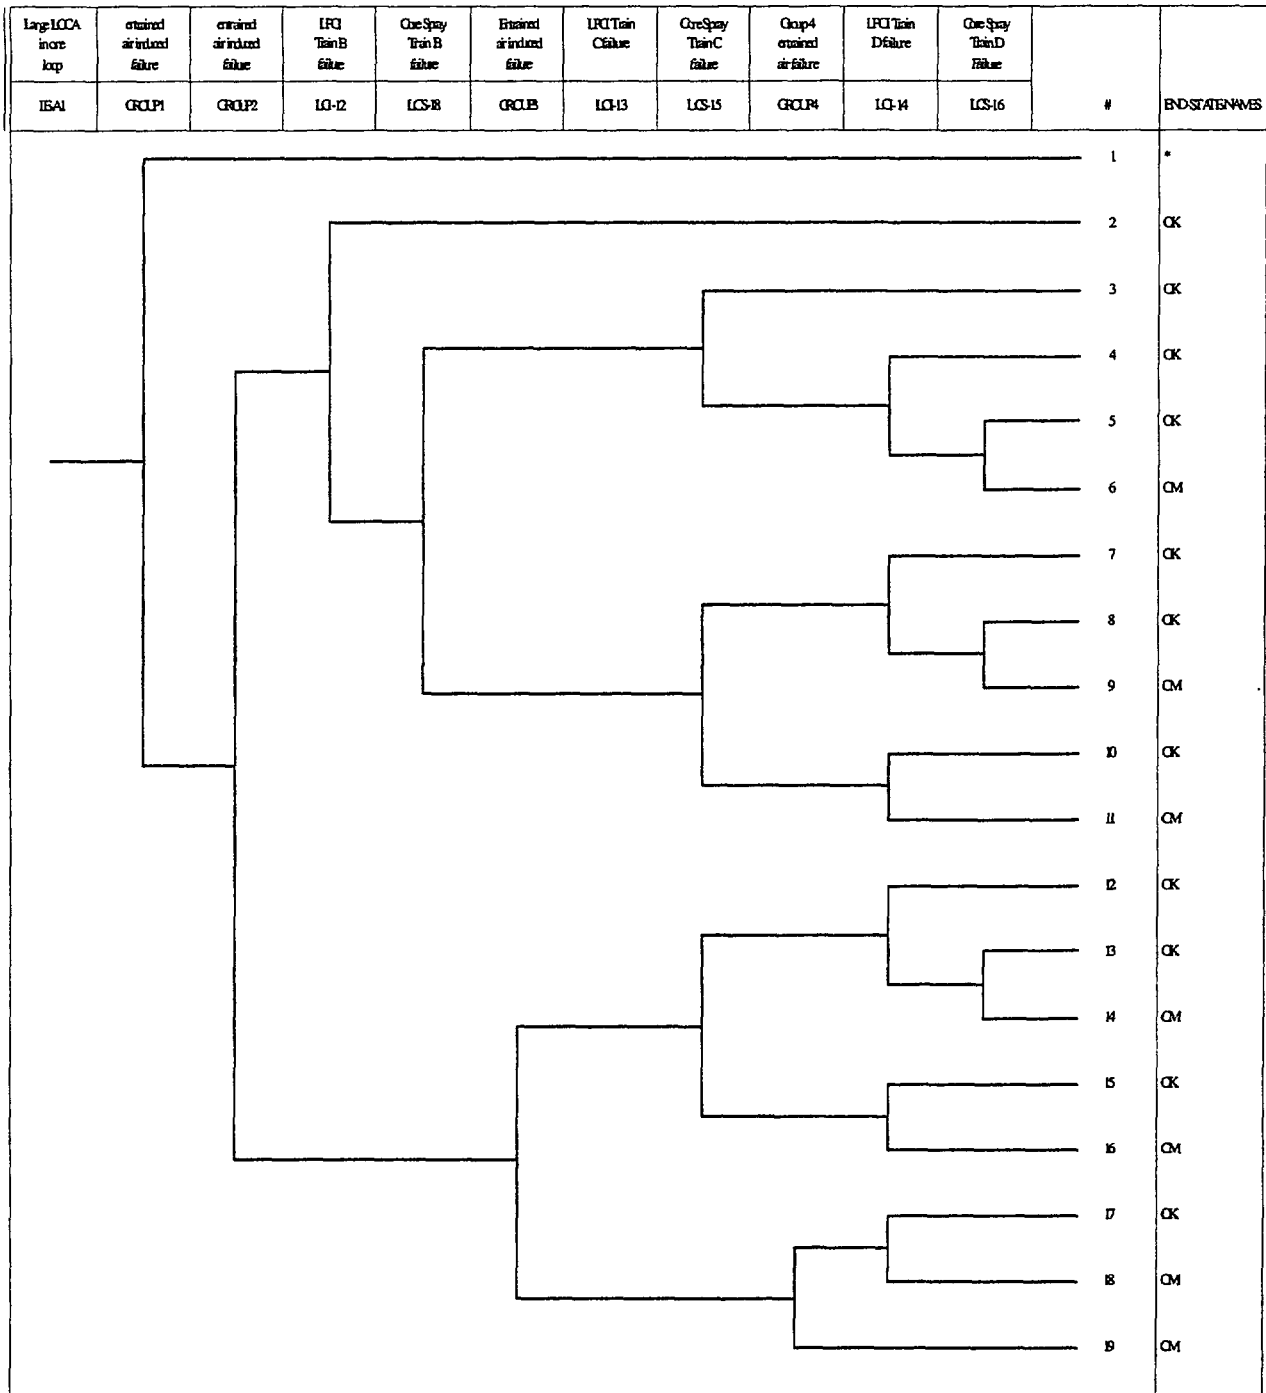 Large LOCA in one loop
entrained air induced failure
entrained air induced failure
LPCI Train B failure
Core Spray Train B failure
Entrained air induced failure
LPCI Train C failure
Core Spray Train C failure
Group 4 entrained air failure
LPCI Train D failure
Core Spray Train D Failure
GROUP1
GROUP2
LCI-12
LCS-18
GROUP3
LCI-13
LCS-15
GROUP4
LCI-14
LCS-16
#
END-STATE-NAMES
1 *
2 OK
3 OK
4 OK
5 OK
6 CM
7 OK
8 OK
9 CM
10 OK
11 CM
12 OK
13 OK
14 CM
15 OK
16 CM
17 OK
18 CM
19 CM